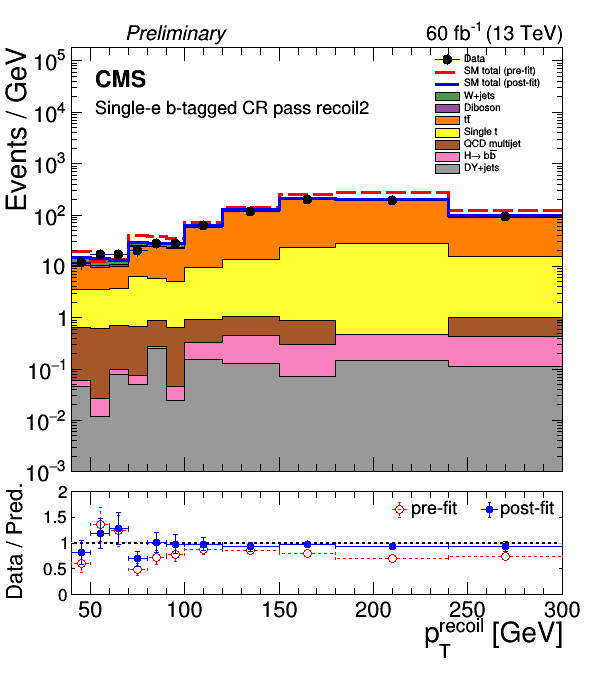 Preliminary
60 fb⁻¹ (13 TeV)
CMS
Single-e b-tagged CR pass recoil2
Data
SM total (pre-fit)
SM total (post-fit)
W+jets
Diboson
tt̅
Single t
QCD multijet
H→ bb̅
DY+jets
Events / GeV
10⁵
10⁴
10³
10²
10
1
10⁻¹
10⁻²
10⁻³
Data / Pred.
2
1.5
1
0.5
0
pre-fit
post-fit
50 100 150 200 250 300
p_T^recoil [GeV]